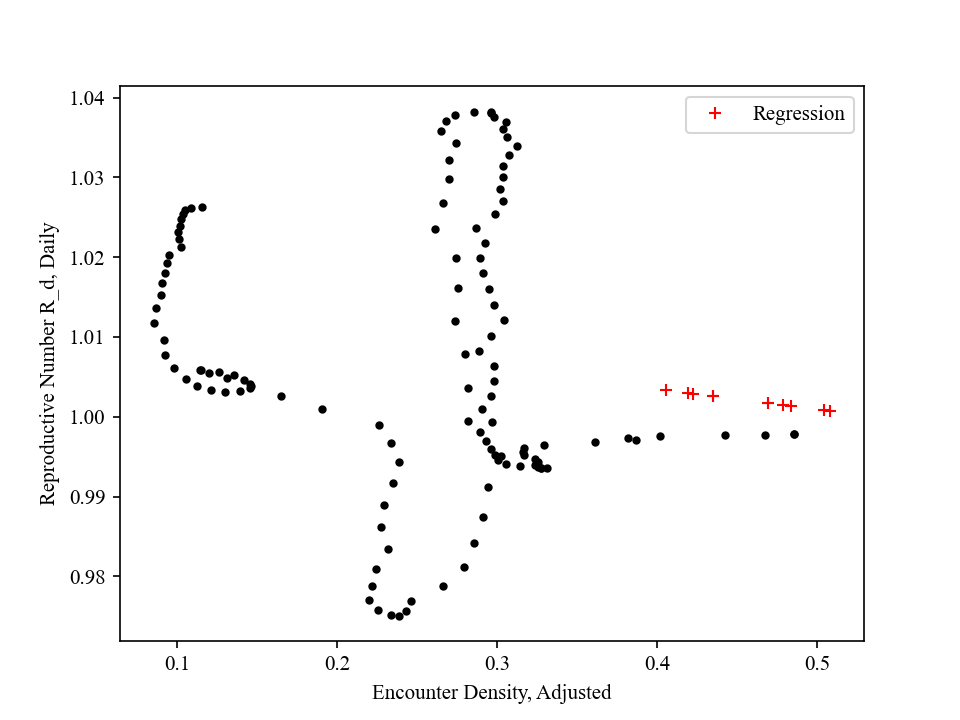 Regression
1.04
1.03
1.02
1.01
1.00
0.99
0.98
Reproductive Number R_d, Daily
0.1 0.2 0.3 0.4 0.5
Encounter Density, Adjusted